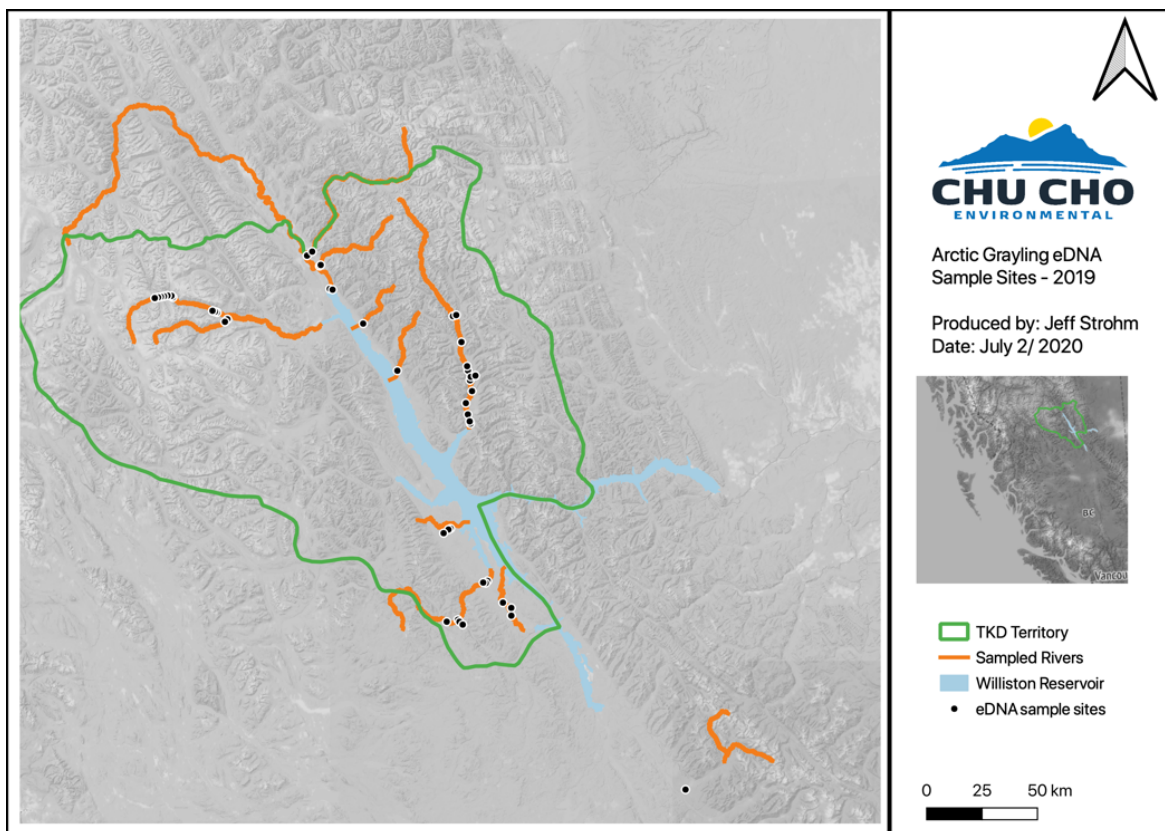 CHU CHO
ENVIRONMENTAL
Arctic Grayling eDNA
Sample Sites - 2019
Produced by: Jeff Strohm
Date: July 2/ 2020
BC
Vancou
TKD Territory
Sampled Rivers
Williston Reservoir
eDNA sample sites
0 25 50 km